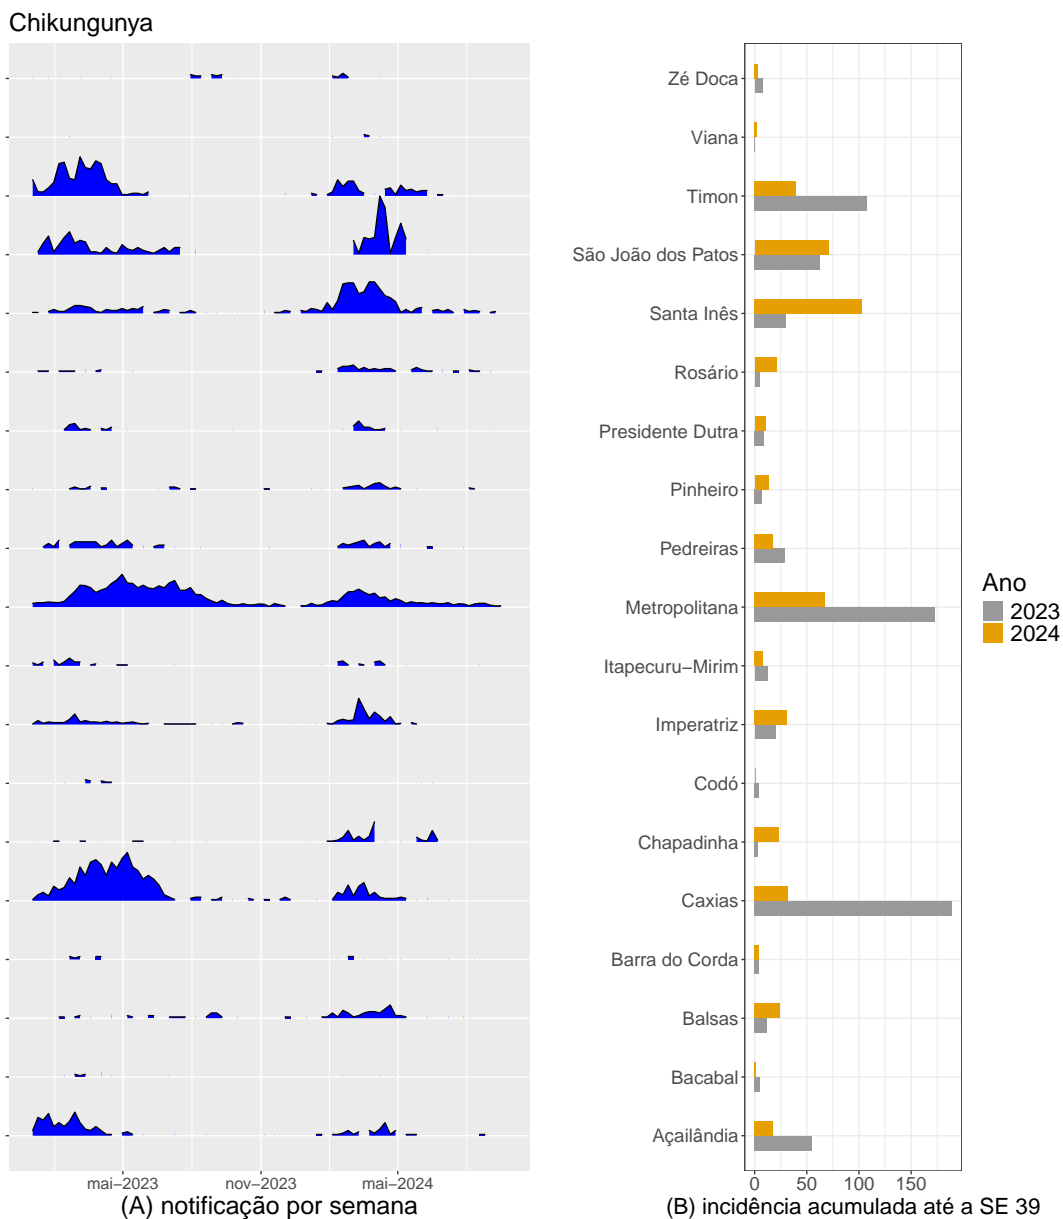 Chikungunya
Zé Doca
Viana
Timon
São João dos Patos
Santa Inês
Rosário
Presidente Dutra
Pinheiro
Pedreiras
Metropolitana
Itapecuru−Mirim
Imperatriz
Codó
Chapadinha
Caxias
Barra do Corda
Balsas
Bacabal
Açailândia
Ano
2023
2024
mai−2023 nov−2023 mai−2024
0 50 100 150
(A) notificação por semana
(B) incidência acumulada até a SE 39